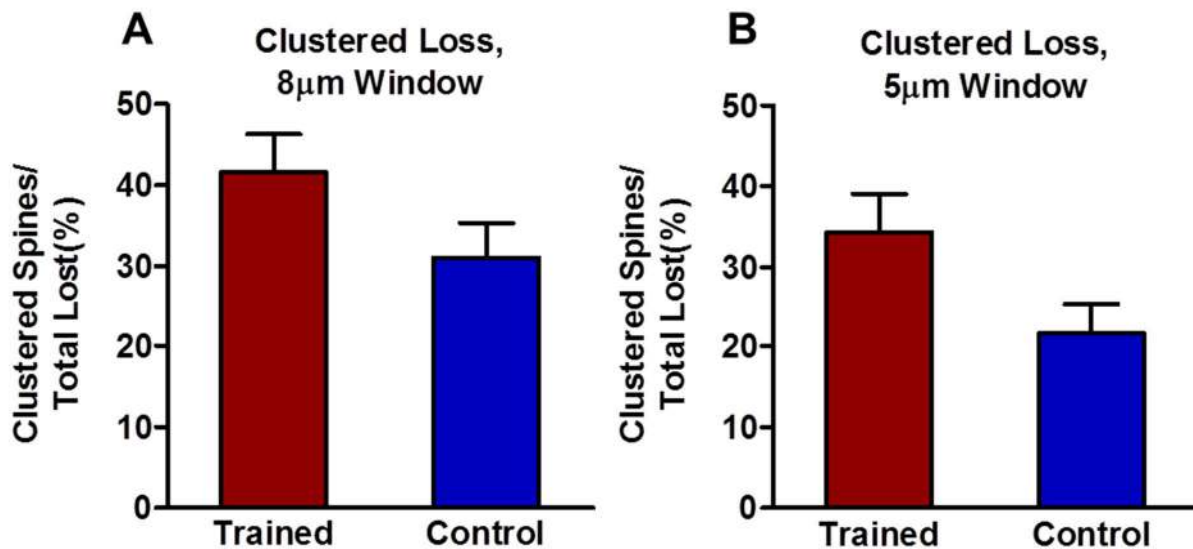 A
Clustered Loss,
8μm Window
Clustered Spines/
Total Lost(%)
50
40
30
20
10
0
Trained Control
B
Clustered Loss,
5μm Window
Clustered Spines/
Total Lost(%)
50
40
30
20
10
0
Trained Control